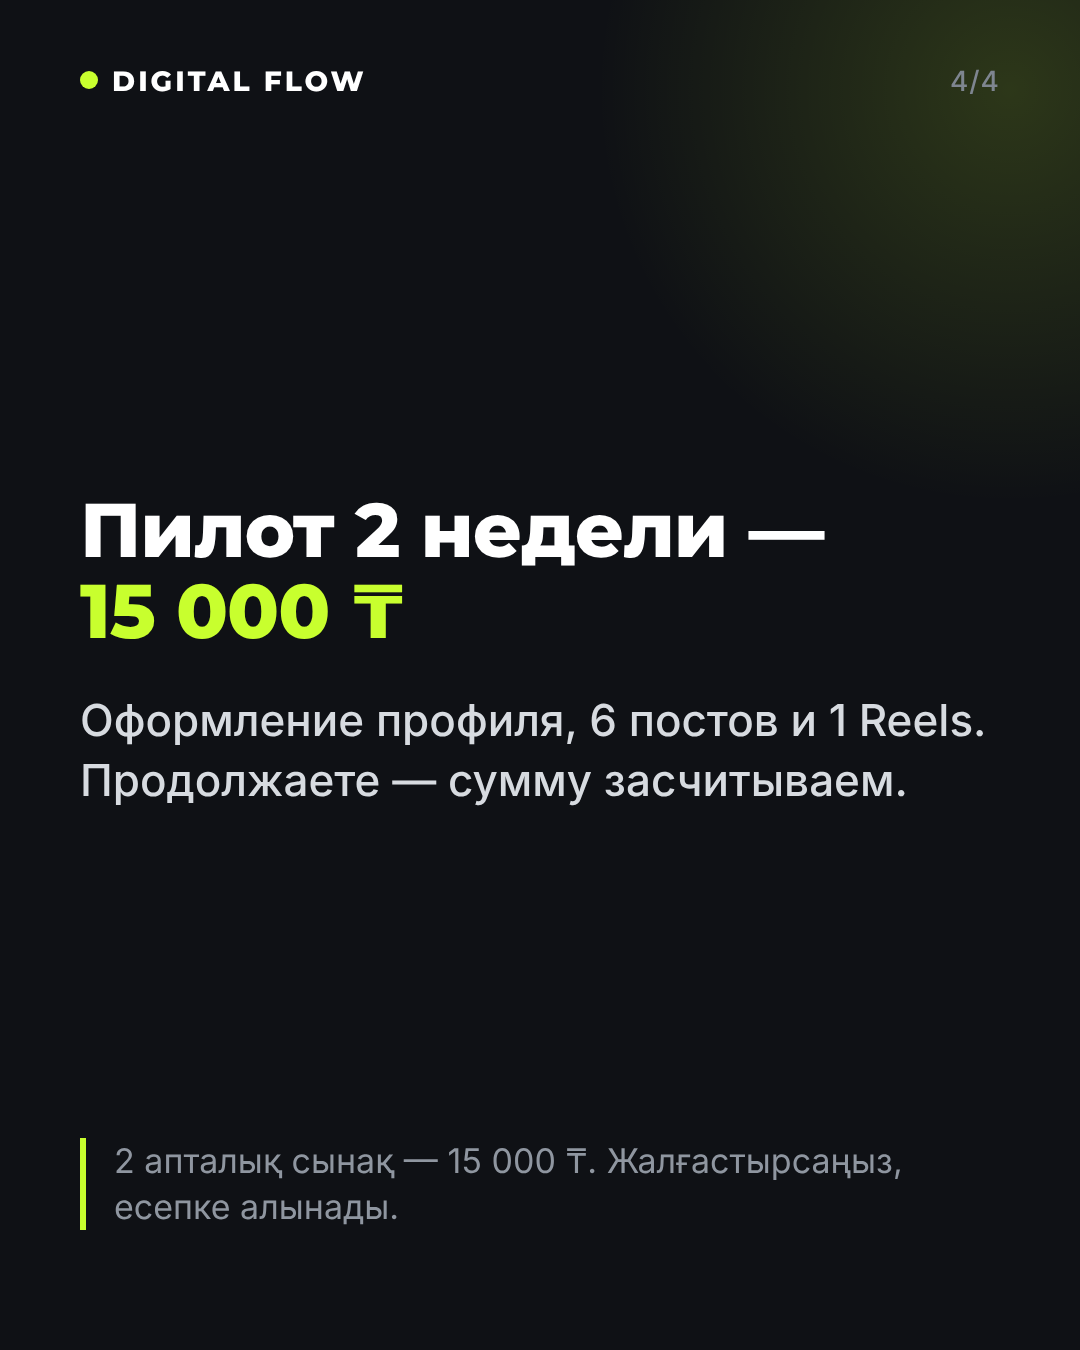 DIGITAL FLOW
4/4
Пилот 2 недели —
15 000 ₸
Оформление профиля, 6 постов и 1 Reels.
Продолжаете — сумму засчитываем.
2 апталық сынақ — 15 000 ₸. Жалғастырсаңыз,
есепке алынады.